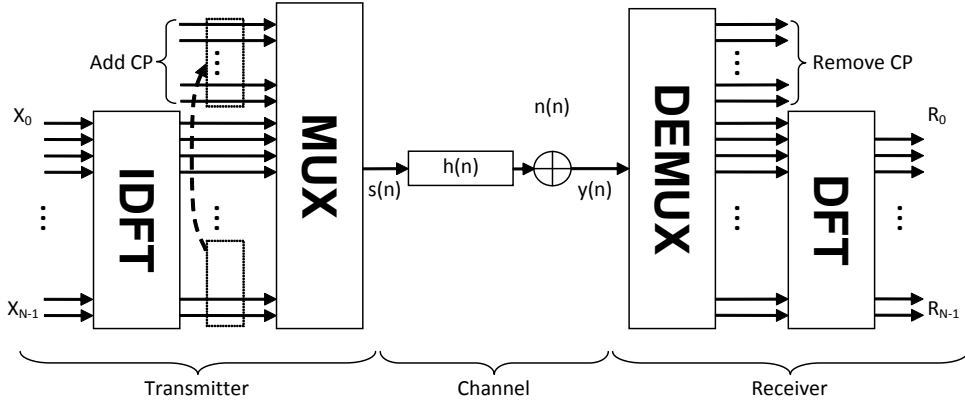 Add CP
Remove CP
n(n)
X0
R0
IDFT
MUX
h(n)
s(n)
y(n)
DEMUX
DFT
XN-1
RN-1
Transmitter
Channel
Receiver